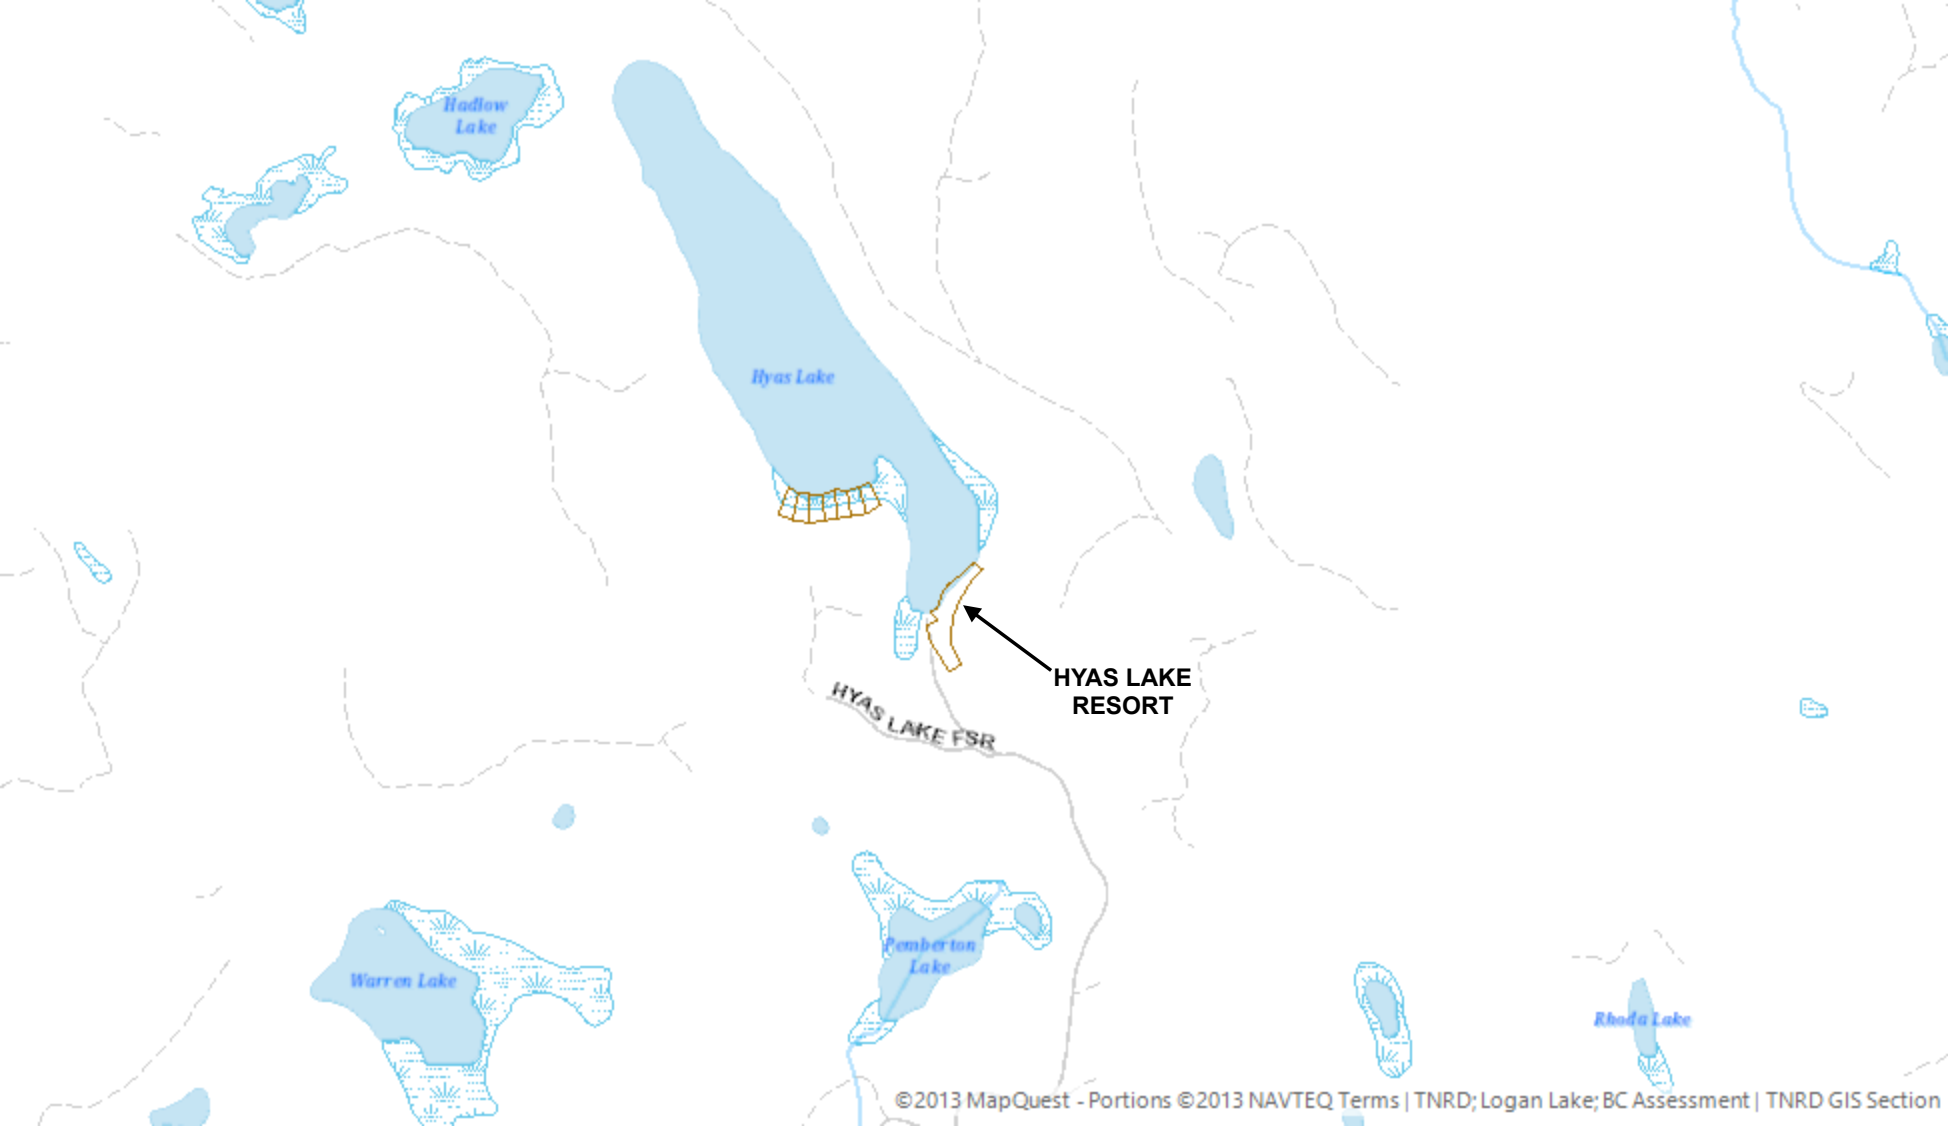 Hadlow
Lake
Hyas Lake
HYAS LAKE
RESORT
HYAS LAKE FSR
Pemberton
Lake
Warren Lake
Rhoda Lake
©2013 MapQuest - Portions ©2013 NAVTEQ Terms | TNRD; Logan Lake; BC Assessment | TNRD GIS Section